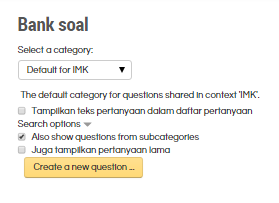 Bank soal
Select a category:
Default for IMK
The default category for questions shared in context 'IMK'.
Tampilkan teks pertanyaan dalam daftar pertanyaan
Search options
Also show questions from subcategories
Juga tampilkan pertanyaan lama
Create a new question ...